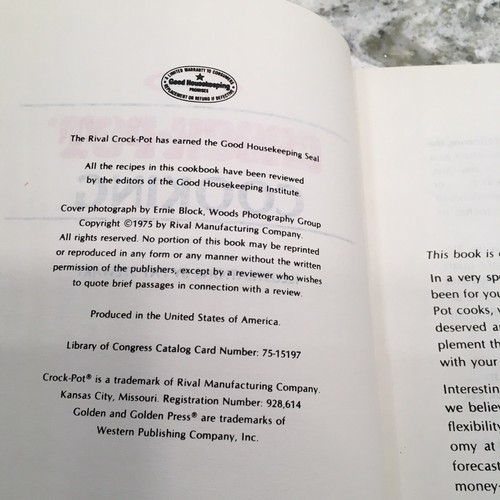 A LIMITED WARRANTY TO CONSUMERS
Good Housekeeping
PROMISES
REPLACEMENT OR REFUND IF DEFECTIVE
The Rival Crock-Pot has earned the Good Housekeeping Seal
All the recipes in this cookbook have been reviewed
by the editors of the Good Housekeeping Institute.
Cover photograph by Ernie Block, Woods Photography Group
Copyright ©1975 by Rival Manufacturing Company.
All rights reserved. No portion of this book may be reprinted
or reproduced in any form or any manner without the written
permission of the publishers, except by a reviewer who wishes
to quote brief passages in connection with a review.
Produced in the United States of America.
Library of Congress Catalog Card Number: 75-15197
Crock-Pot® is a trademark of Rival Manufacturing Company.
Kansas City, Missouri. Registration Number: 928,614
Golden and Golden Press® are trademarks of
Western Publishing Company, Inc.
This book is
In a very
been for
Pot cooks,
deserved
with your
Interesting
we believe
flexibility
omy at
forecast
money-